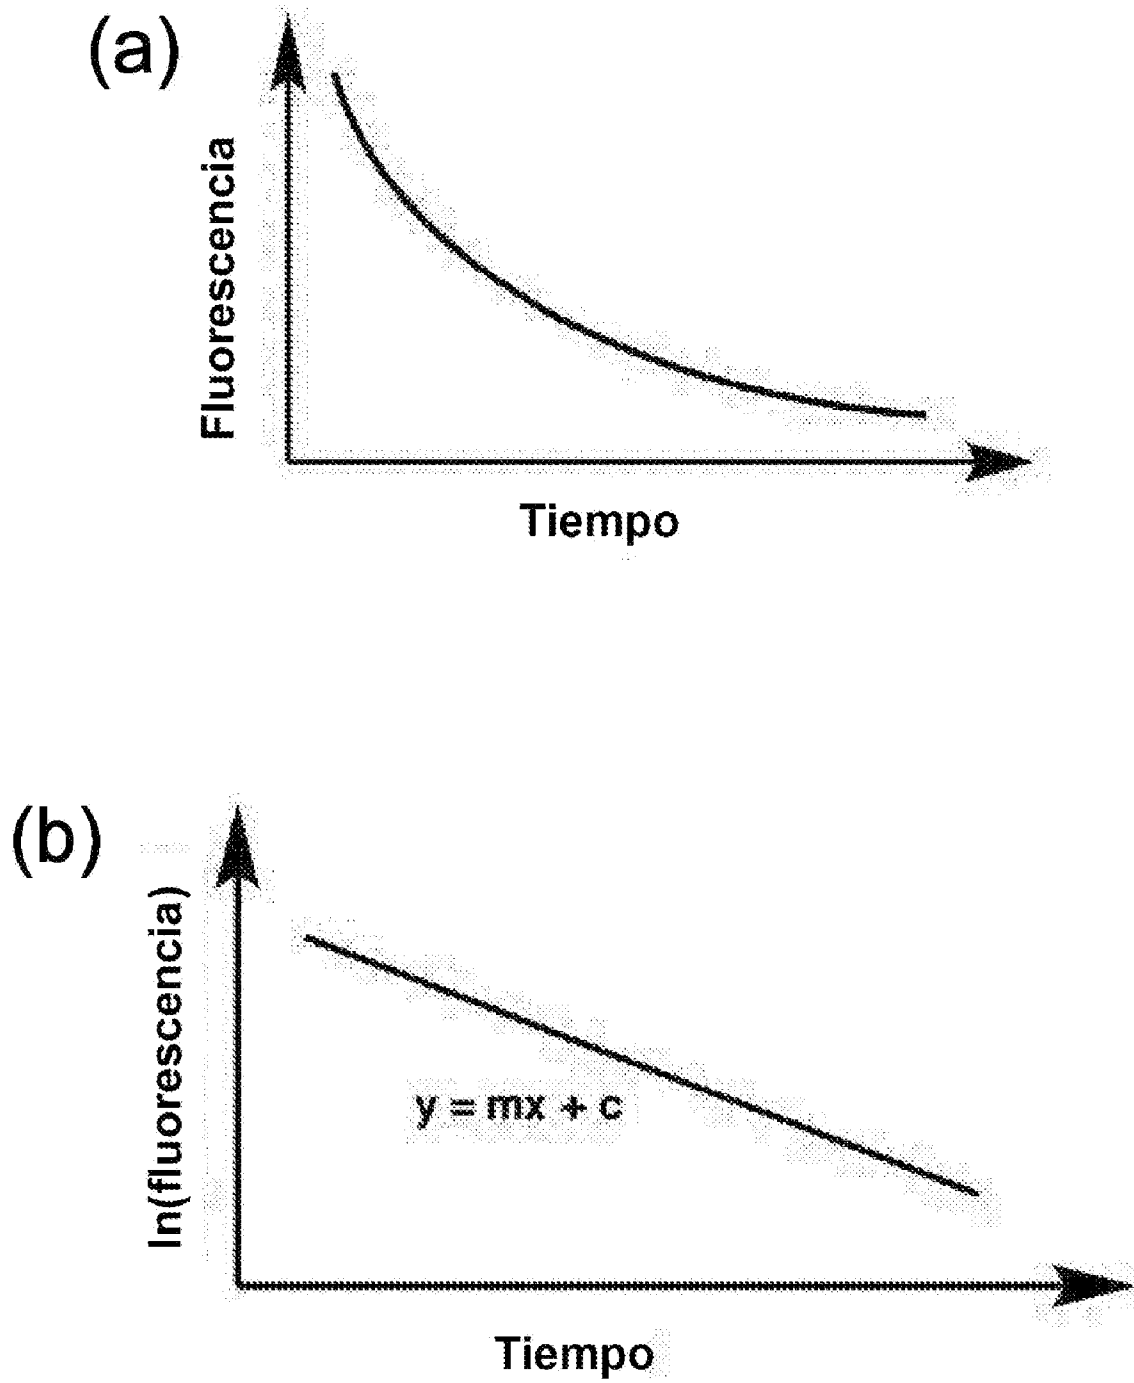 (a)
Fluorescencia
Tiempo
(b)
ln(fluorescencia)
y = mx + c
Tiempo